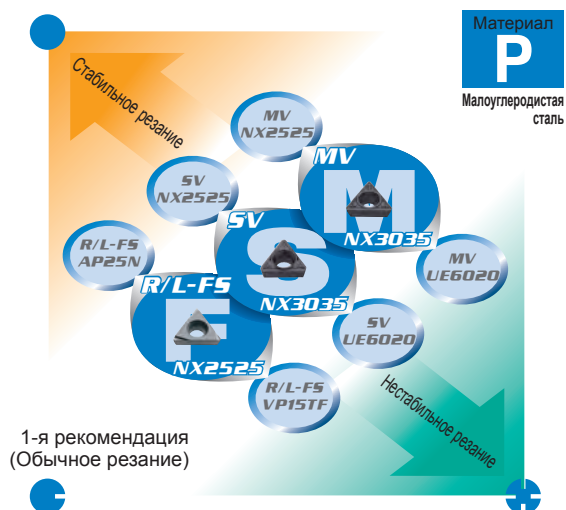 Материал
P
Малоуглеродистая
сталь
Стабильное резание
MV
NX2525
MV
M
NX3035
SV
NX2525
SV
S
NX3035
R/L-FS
AP25N
R/L-FS
F
NX2525
MV
UE6020
SV
UE6020
R/L-FS
VP15TF
Нестабильное резание
1-я рекомендация
(Обычное резание)